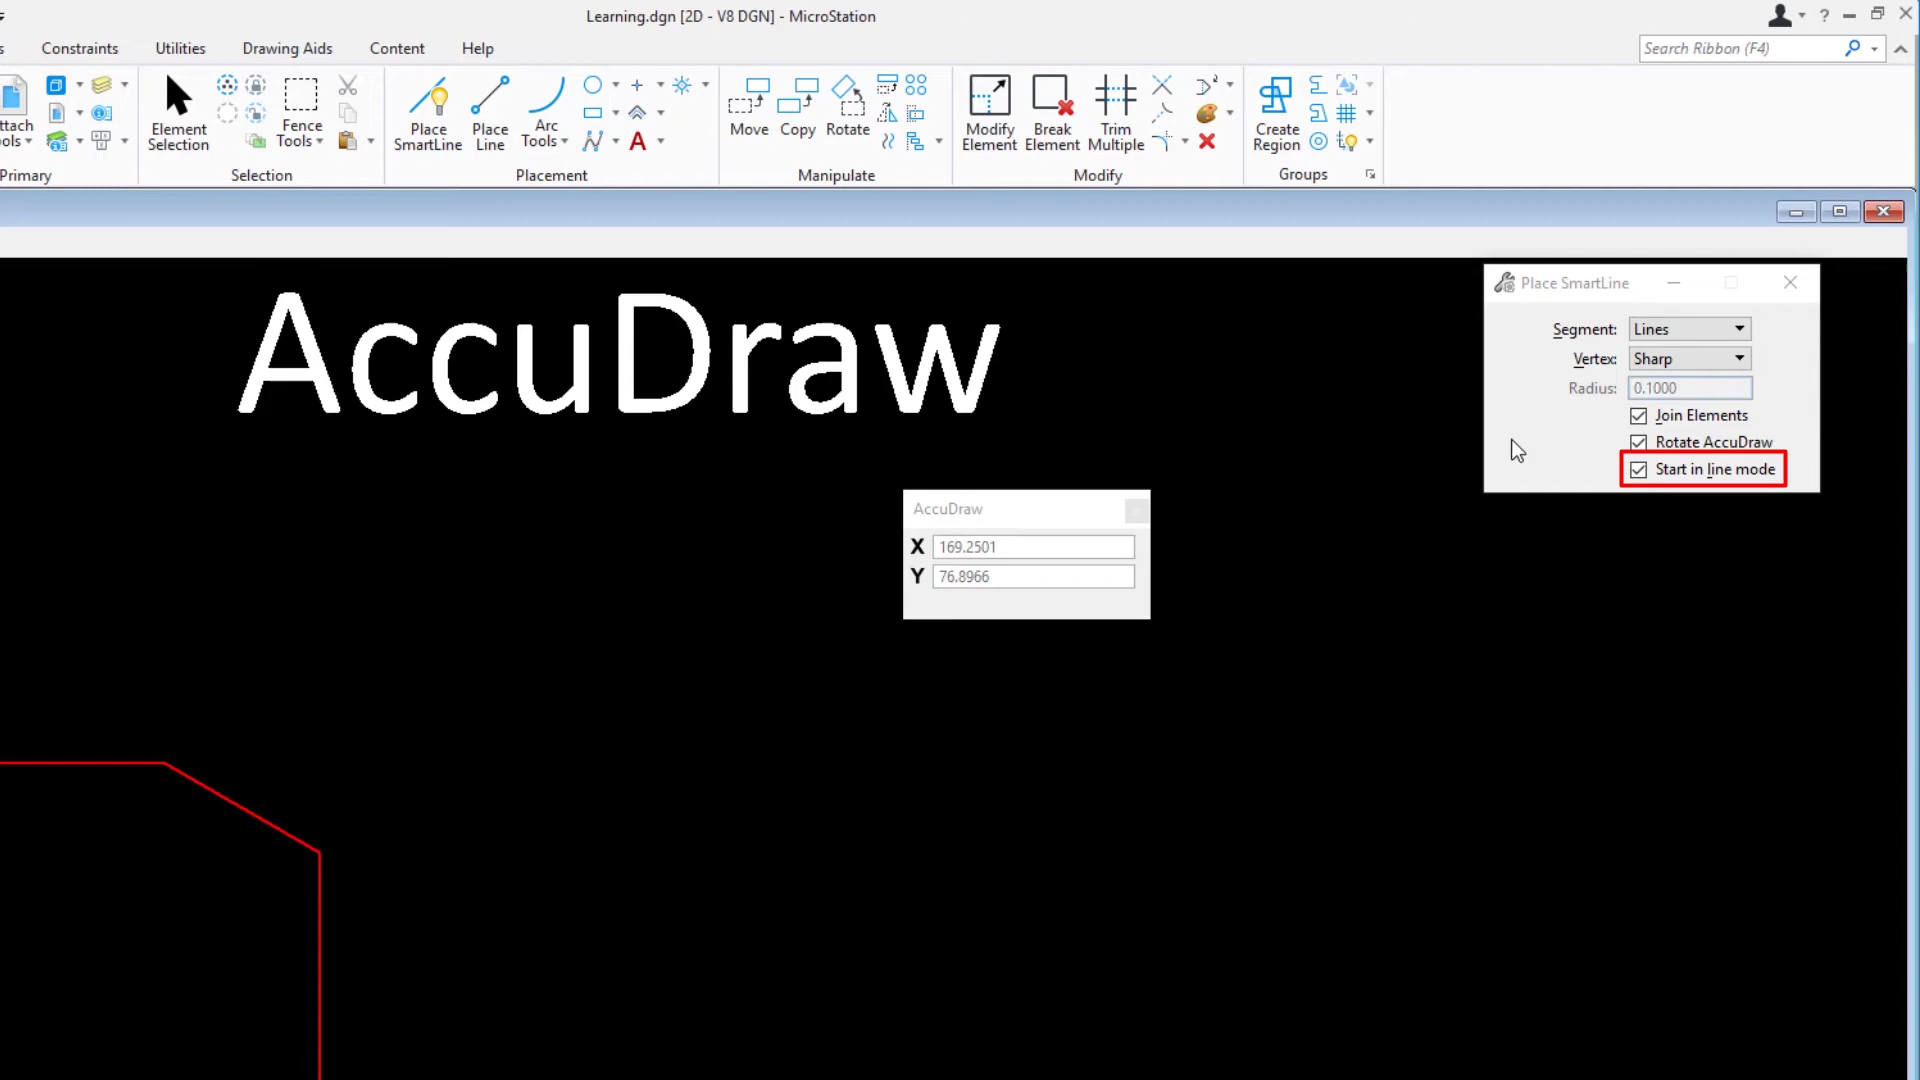 Learning.dgn [2D - V8 DGN] - MicroStation
?
s Constraints Utilities Drawing Aids Content Help
Search Ribbon (F4)
ttach
ools
Element
Selection
Fence
Tools
Place
SmartLine
Place
Line
Arc
Tools
A
Move
Copy
Rotate
Modify
Element
Break
Element
Trim
Multiple
Create
Region
Primary
Selection
Placement
Manipulate
Modify
Groups
AccuDraw
Place SmartLine
Segment: Lines
Vertex: Sharp
Radius: 0.1000
Join Elements
Rotate AccuDraw
Start in line mode
AccuDraw
X 169.2501
Y 76.8966